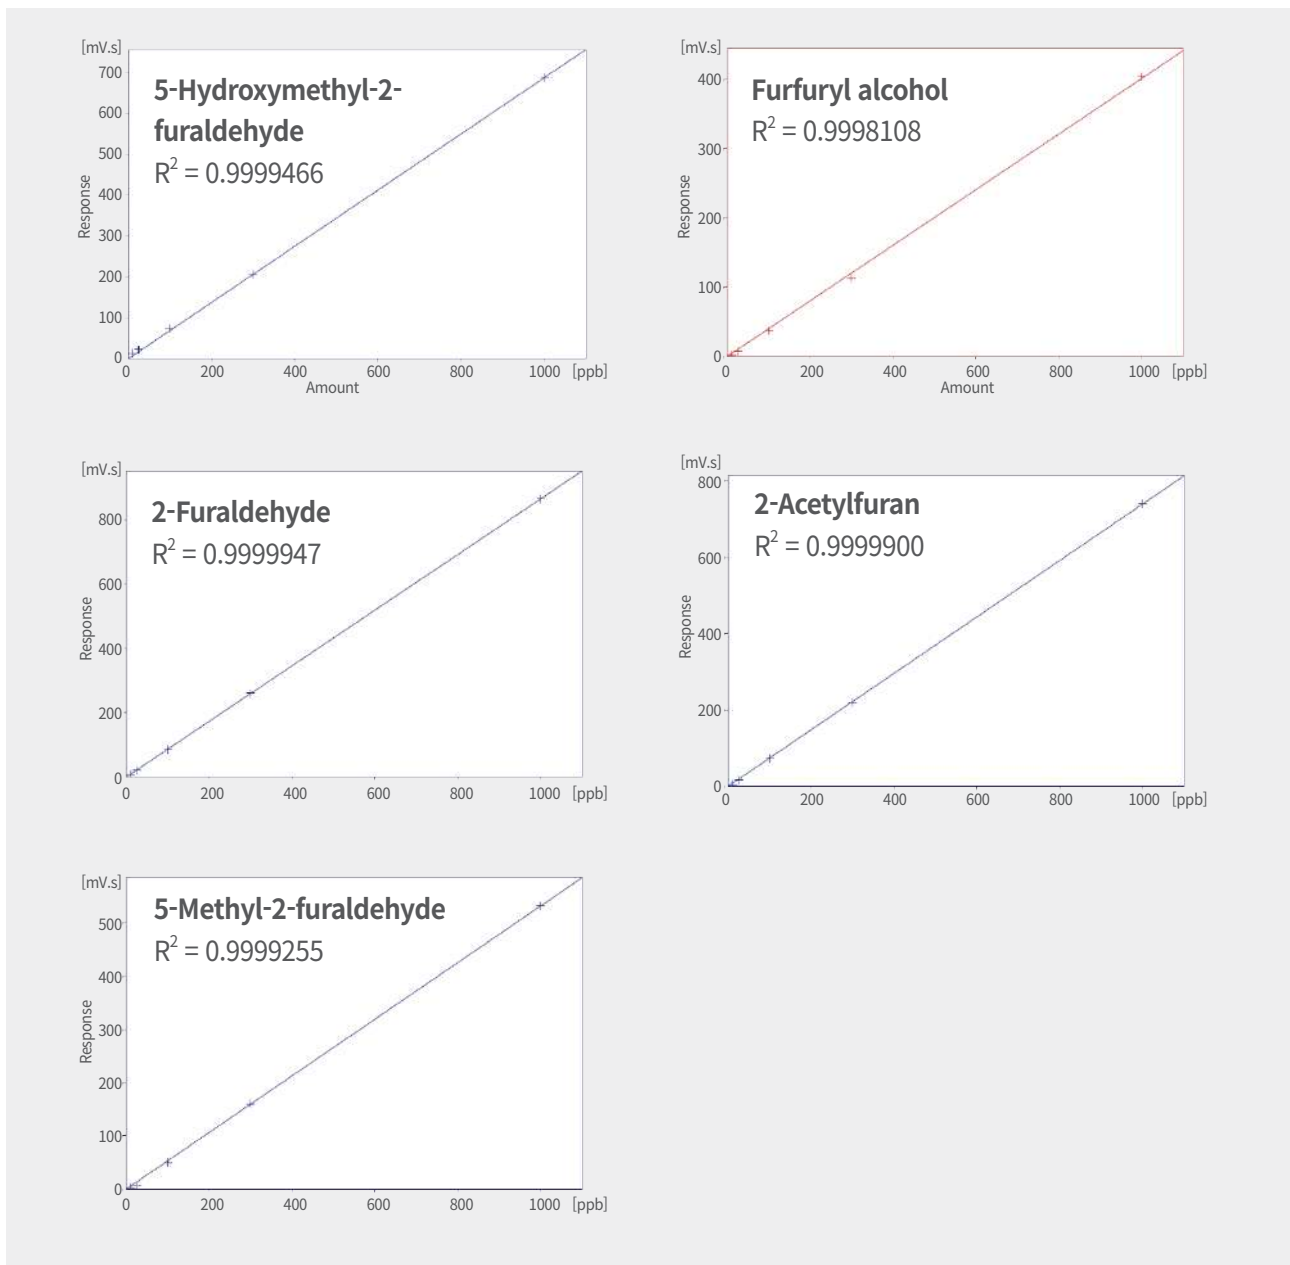 [mV.s]
700
600
500
400
300
200
100
0
Response
5-Hydroxymethyl-2-
furaldehyde
R² = 0.9999466
0 200 400 600 800 1000 [ppb]
Amount
[mV.s]
400
300
200
100
0
Response
Furfuryl alcohol
R² = 0.9998108
0 200 400 600 800 1000 [ppb]
Amount
[mV.s]
800
600
400
200
0
Response
2-Furaldehyde
R² = 0.9999947
0 200 400 600 800 1000 [ppb]
[mV.s]
800
600
400
200
0
Response
2-Acetylfuran
R² = 0.9999900
0 200 400 600 800 1000 [ppb]
[mV.s]
500
400
300
200
100
0
Response
5-Methyl-2-furaldehyde
R² = 0.9999255
0 200 400 600 800 1000 [ppb]